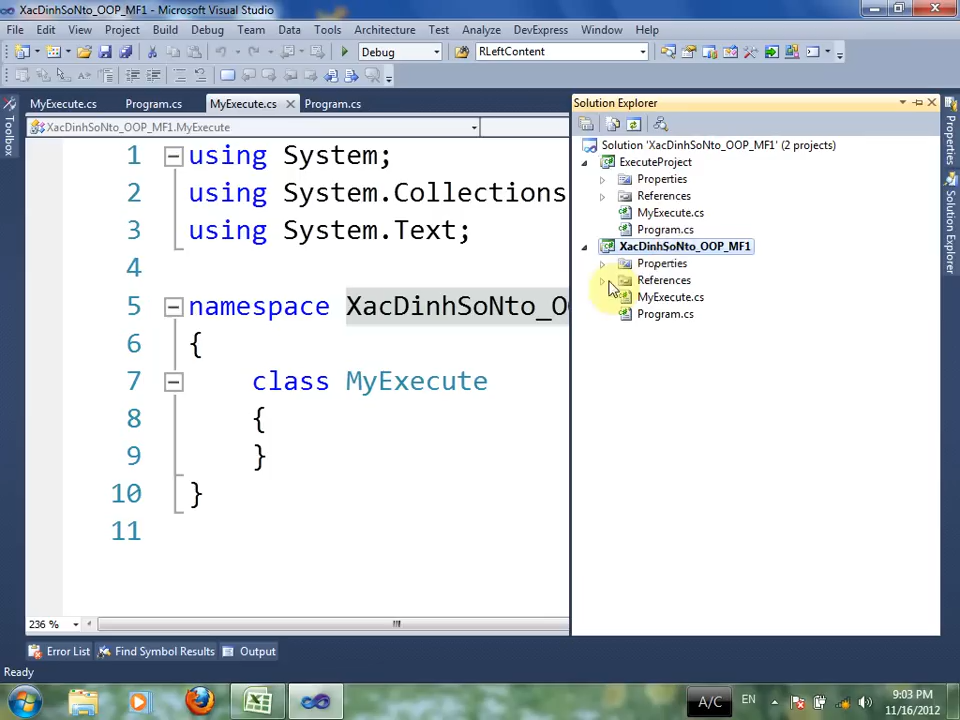 XacDinhSoNto_OOP_MF1 - Microsoft Visual Studio
File Edit View Project Build Debug Team Data Tools Architecture Test Analyze DevExpress Window Help
Debug RLeftContent
MyExecute.cs Program.cs MyExecute.cs Program.cs
XacDinhSoNto_OOP_MF1.MyExecute
1 using System;
2 using System.Collections
3 using System.Text;
4
5 namespace XacDinhSoNto_O
6 {
7 class MyExecute
8 {
9 }
10 }
11
236 %
Toolbox
Solution Explorer
Solution 'XacDinhSoNto_OOP_MF1' (2 projects)
ExecuteProject
Properties
References
MyExecute.cs
Program.cs
XacDinhSoNto_OOP_MF1
Properties
References
MyExecute.cs
Program.cs
Properties
Solution Explorer
Error List Find Symbol Results Output
Ready
A/C EN 9:03 PM
11/16/2012